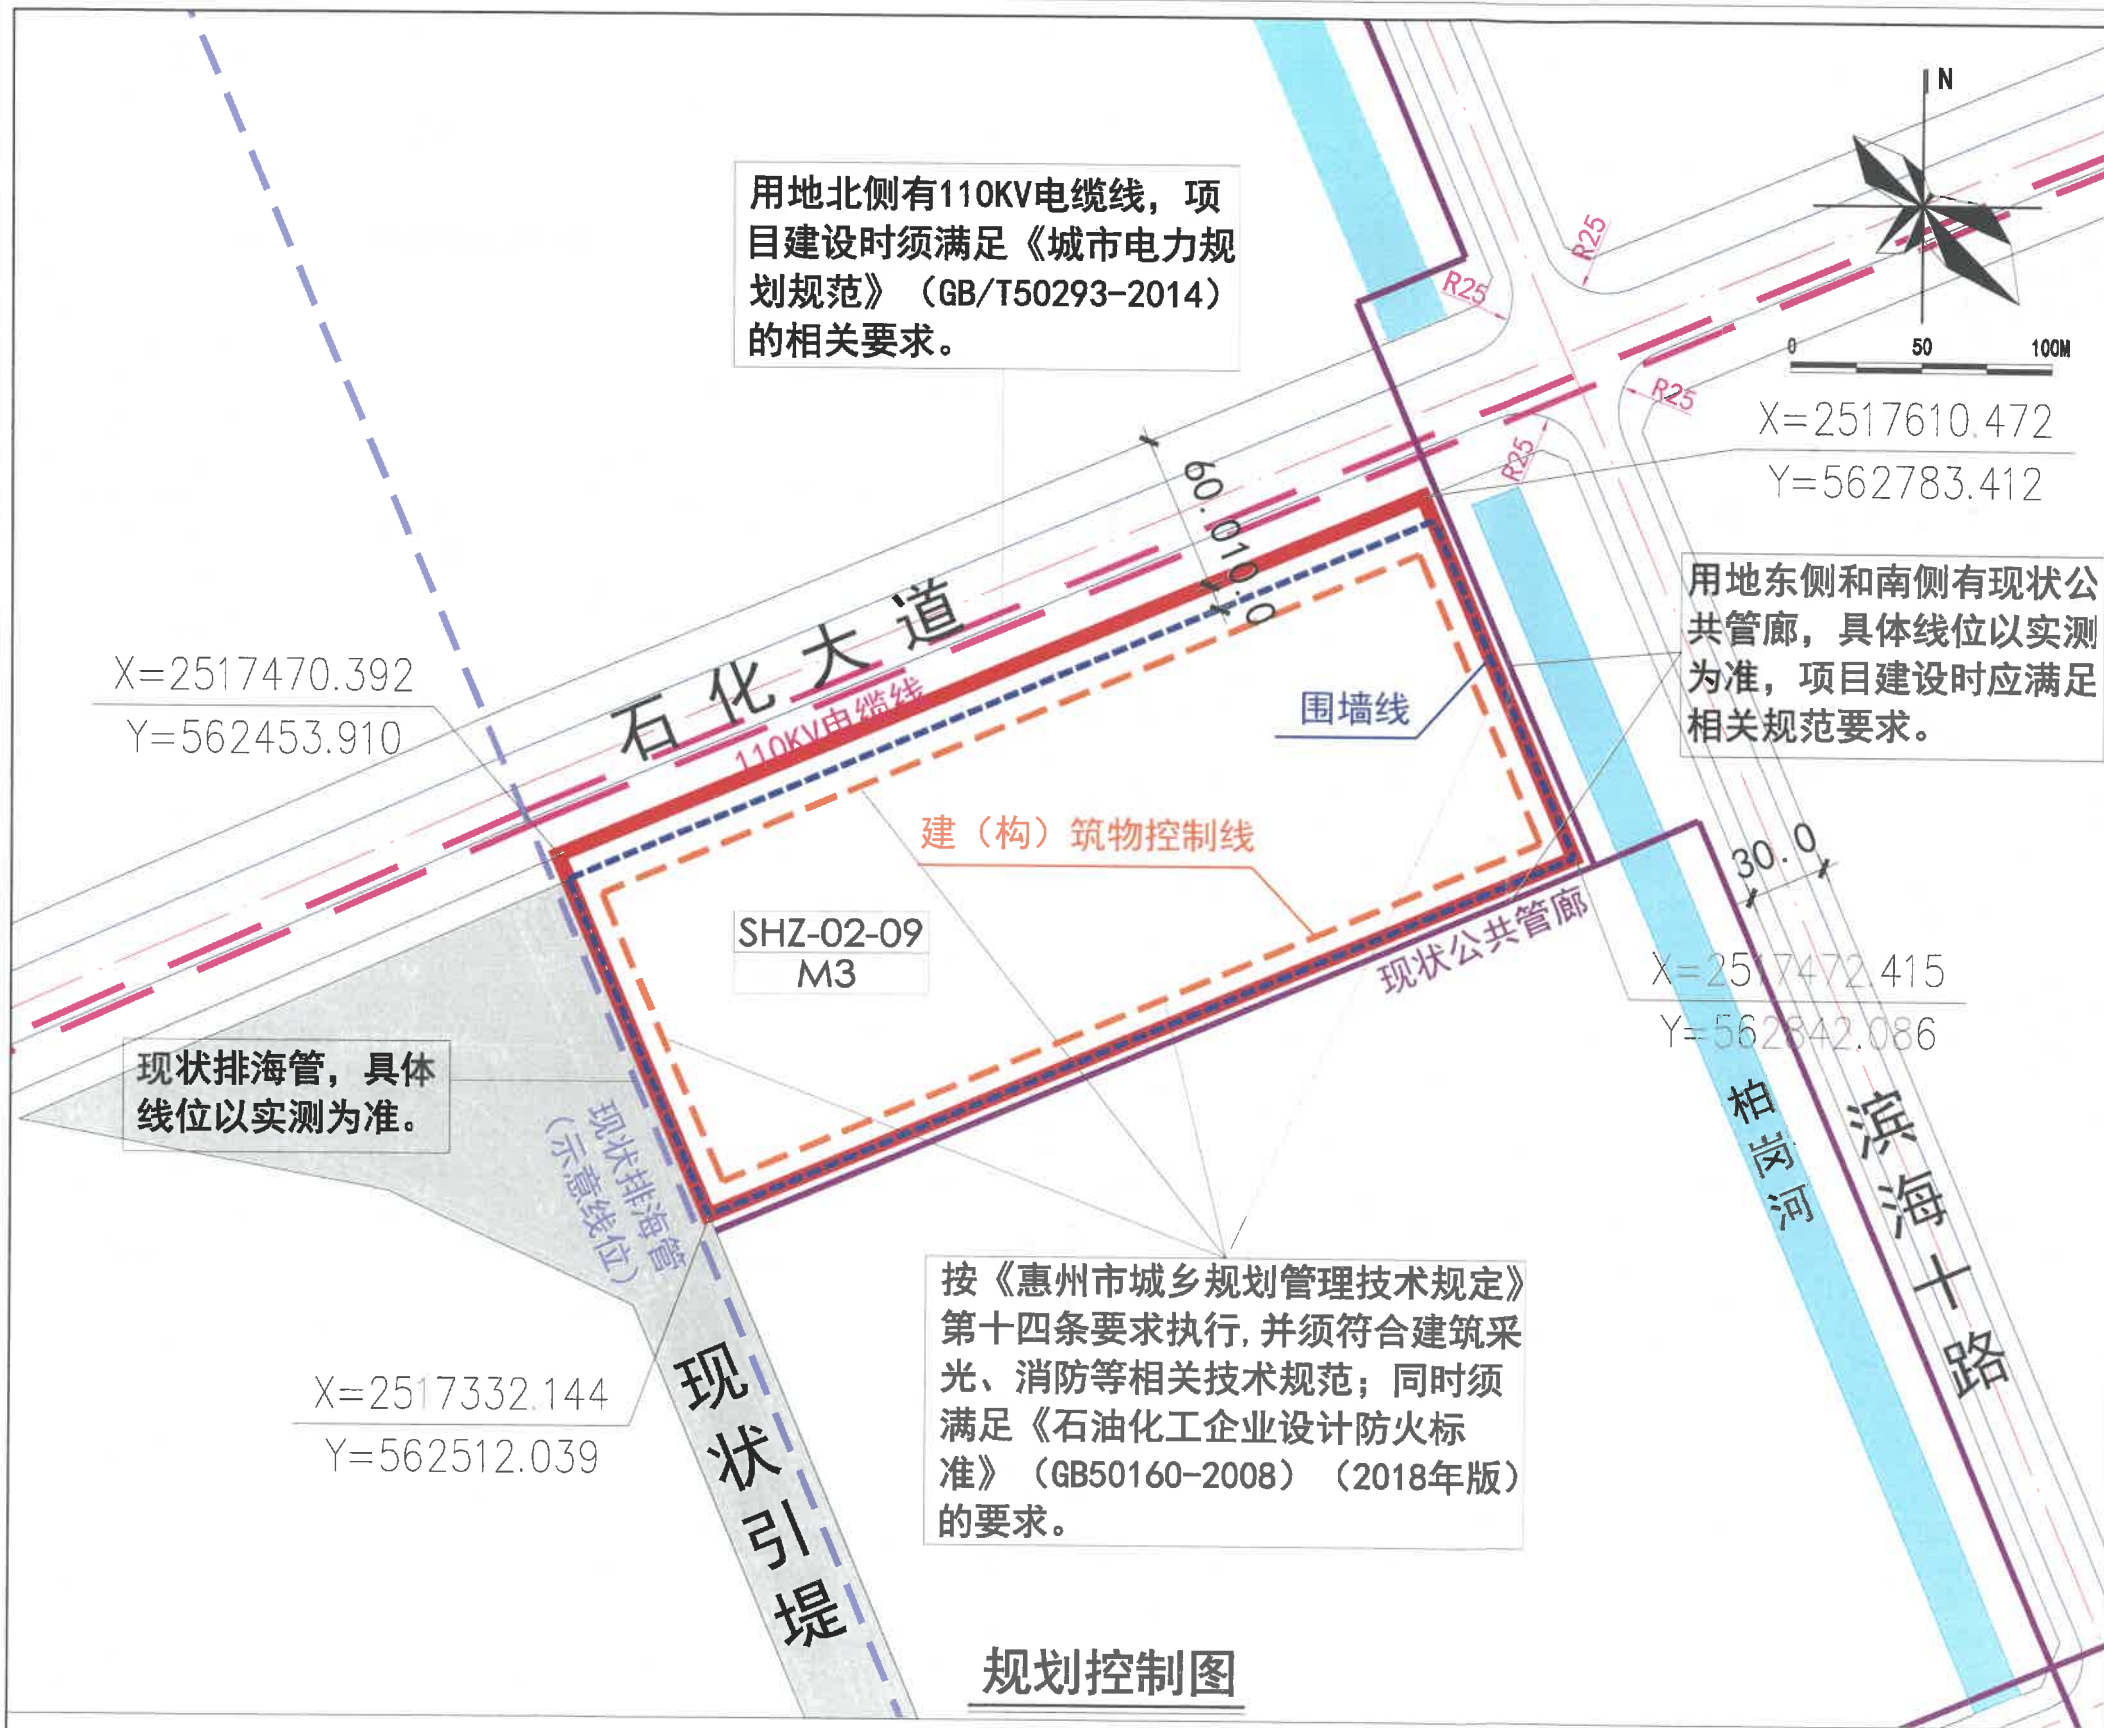 N
0 50 100M
用地北侧有110KV电缆线，项
目建设时须满足《城市电力规
划规范》（GB/T50293-2014）
的相关要求。
R25
R25
R25
R25
X=2517610.472
Y=562783.412
60.0
10.0
用地东侧和南侧有现状公
共管廊，具体线位以实测
为准，项目建设时应满足
相关规范要求。
石化大道
110KV电缆线
X=2517470.392
Y=562453.910
围墙线
建（构）筑物控制线
30.0
SHZ-02-09
M3
现状公共管廊
X=2517472.415
Y=562842.086
现状排海管，具体
线位以实测为准。
现状排海管
（示意线位）
柏岗河
滨海十路
按《惠州市城乡规划管理技术规定》
第十四条要求执行,并须符合建筑采
光、消防等相关技术规范；同时须
满足《石油化工企业设计防火标
准》（GB50160-2008）（2018年版）
的要求。
X=2517332.144
Y=562512.039
现状引堤
规划控制图